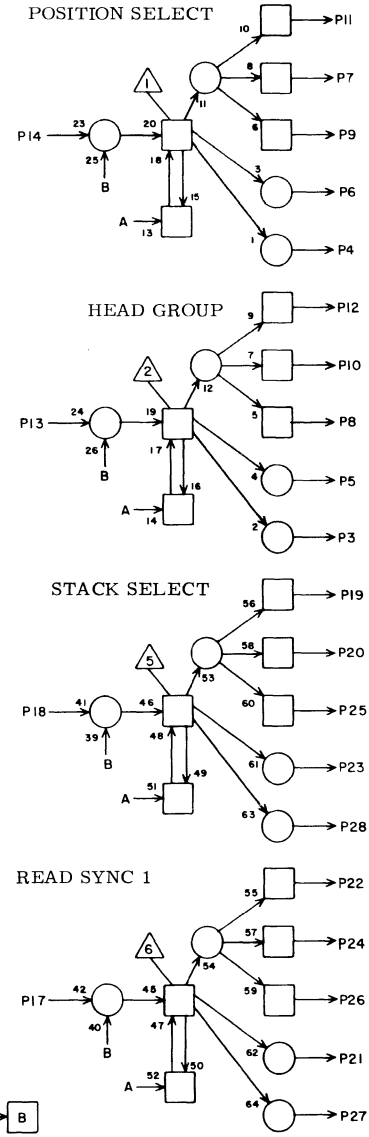 POSITION SELECT
10 P11
1 8 P7
11
P14 23 20 6 P9
25 18 3 P6
B 15
A 13 1 P4
HEAD GROUP
9 P12
2 7 P10
12
P13 24 19 5 P8
26 17 4 P5
B 16
A 14 2 P3
STACK SELECT
56 P19
5 58 P20
53
P18 41 46 60 P25
39 48 61 P23
B 49
A 51 63 P28
READ SYNC 1
55 P22
6 57 P24
54
P17 42 45 59 P26
40 47 62 P21
B 50
A 52 64 P27
B